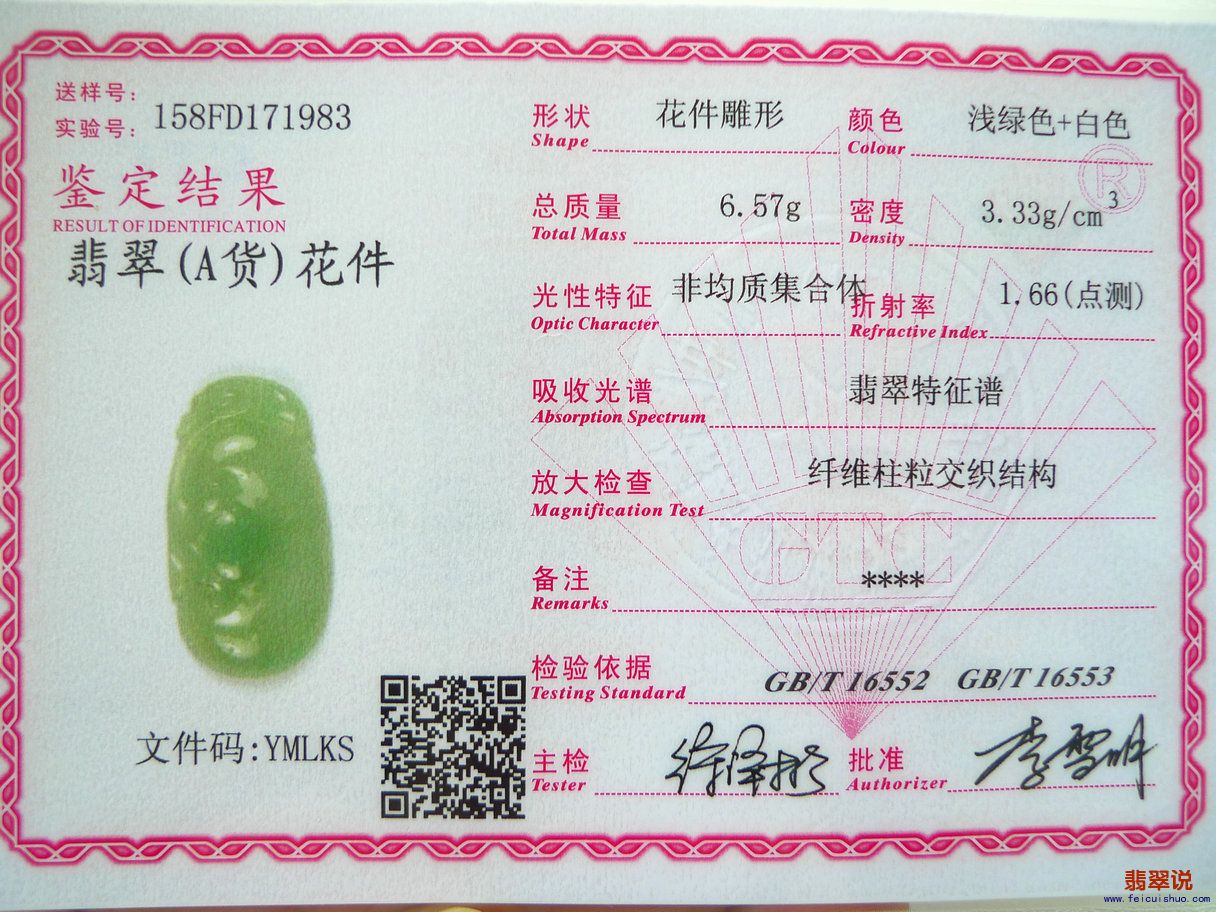 送样号:
实验号:
158FD171983
鉴定结果
RESULT OF IDENTIFICATION
翡翠(A货)花件
文件码:YMLKS
形状 花件雕形
Shape
颜色 浅绿色+白色
Colour
®
总质量 6.57g
Total Mass
密度 3.33g/cm³
Density
光性特征 非均质集合体
Optic Character
折射率 1.66(点测)
Refractive Index
吸收光谱 翡翠特征谱
Absorption Spectrum
放大检查 纤维柱粒交织结构
Magnification Test
GTC
备注 ****
Remarks
检验依据 GB/T 16552 GB/T 16553
Testing Standard
主检
Tester
批准 李雪明
Authorizer
翡翠说
www.feicuishuo.com